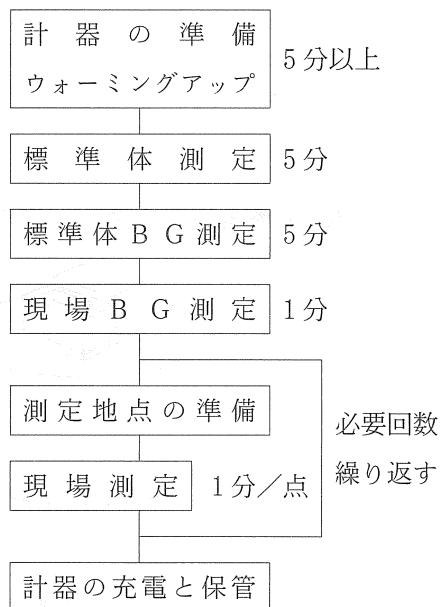 計器の準備
ウォーミングアップ
5分以上
標準体測定
5分
標準体BG測定
5分
現場BG測定
1分
測定地点の準備
現場測定
1分/点
必要回数
繰り返す
計器の充電と保管